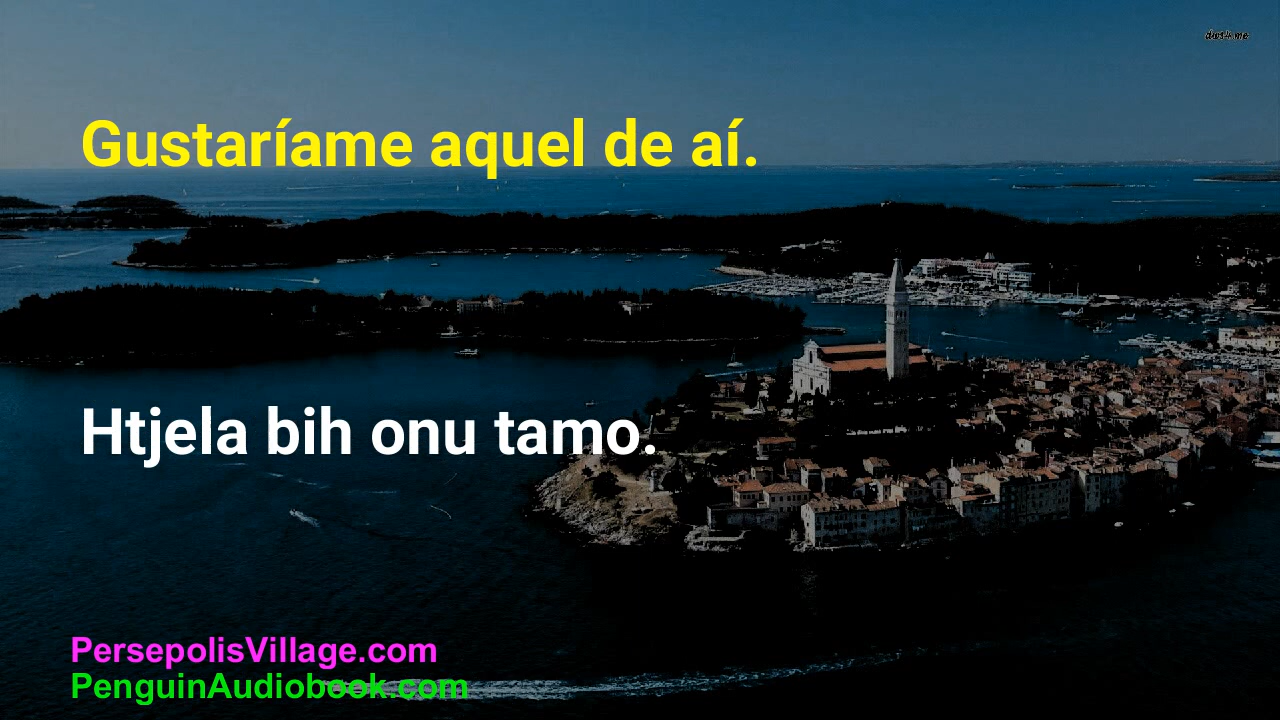 Gustaríame aquel de aí.
Htjela bih onu tamo.
PersepolisVillage.com
PenguinAudiobook.com